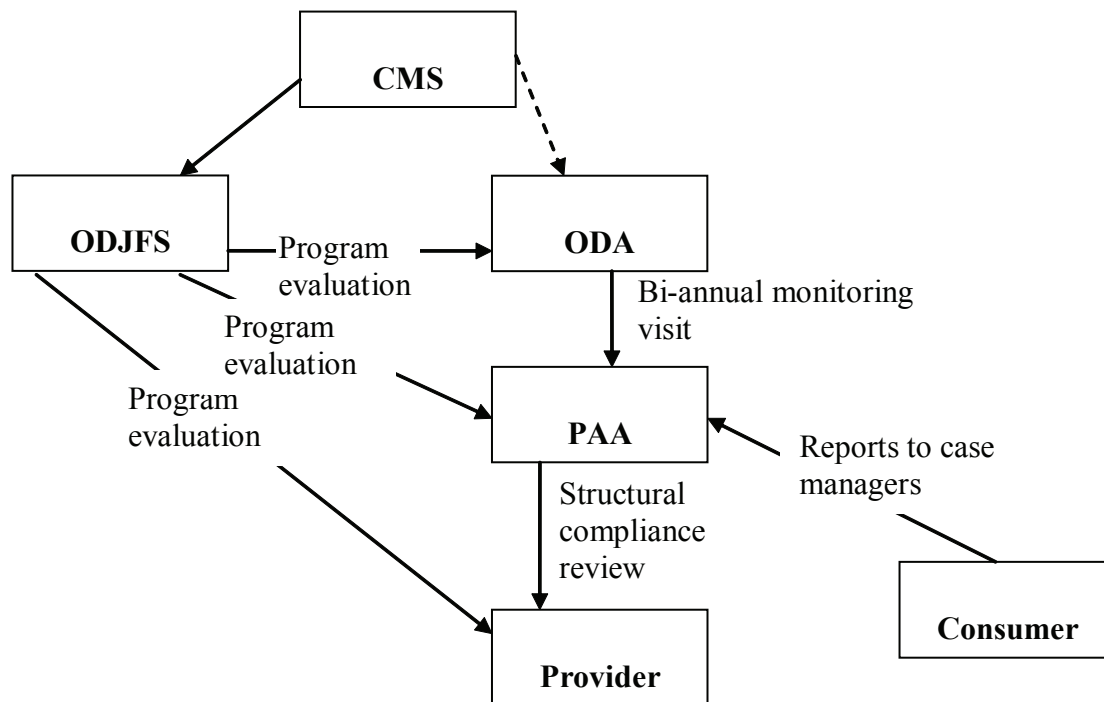 CMS
ODJFS
Program
evaluation
ODA
Bi-annual monitoring
visit
Program
evaluation
Program
evaluation
PAA
Reports to case
managers
Structural
compliance
review
Consumer
Provider